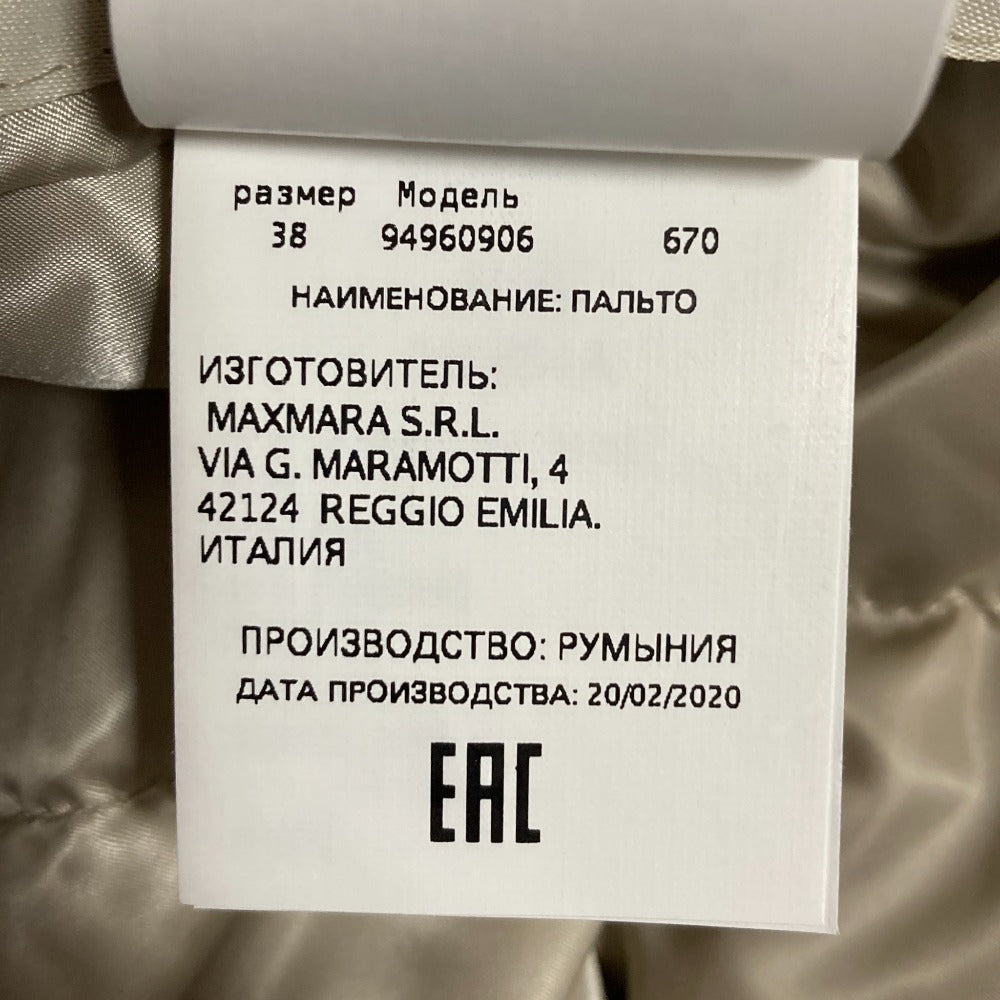 размер Модель
38 94960906 670
НАИМЕНОВАНИЕ: ПАЛЬТО
ИЗГОТОВИТЕЛЬ:
MAXMARA S.R.L.
VIA G. MARAMOTTI, 4
42124 REGGIO EMILIA.
ИТАЛИЯ
ПРОИЗВОДСТВО: РУМЫНИЯ
ДАТА ПРОИЗВОДСТВА: 20/02/2020
EAC